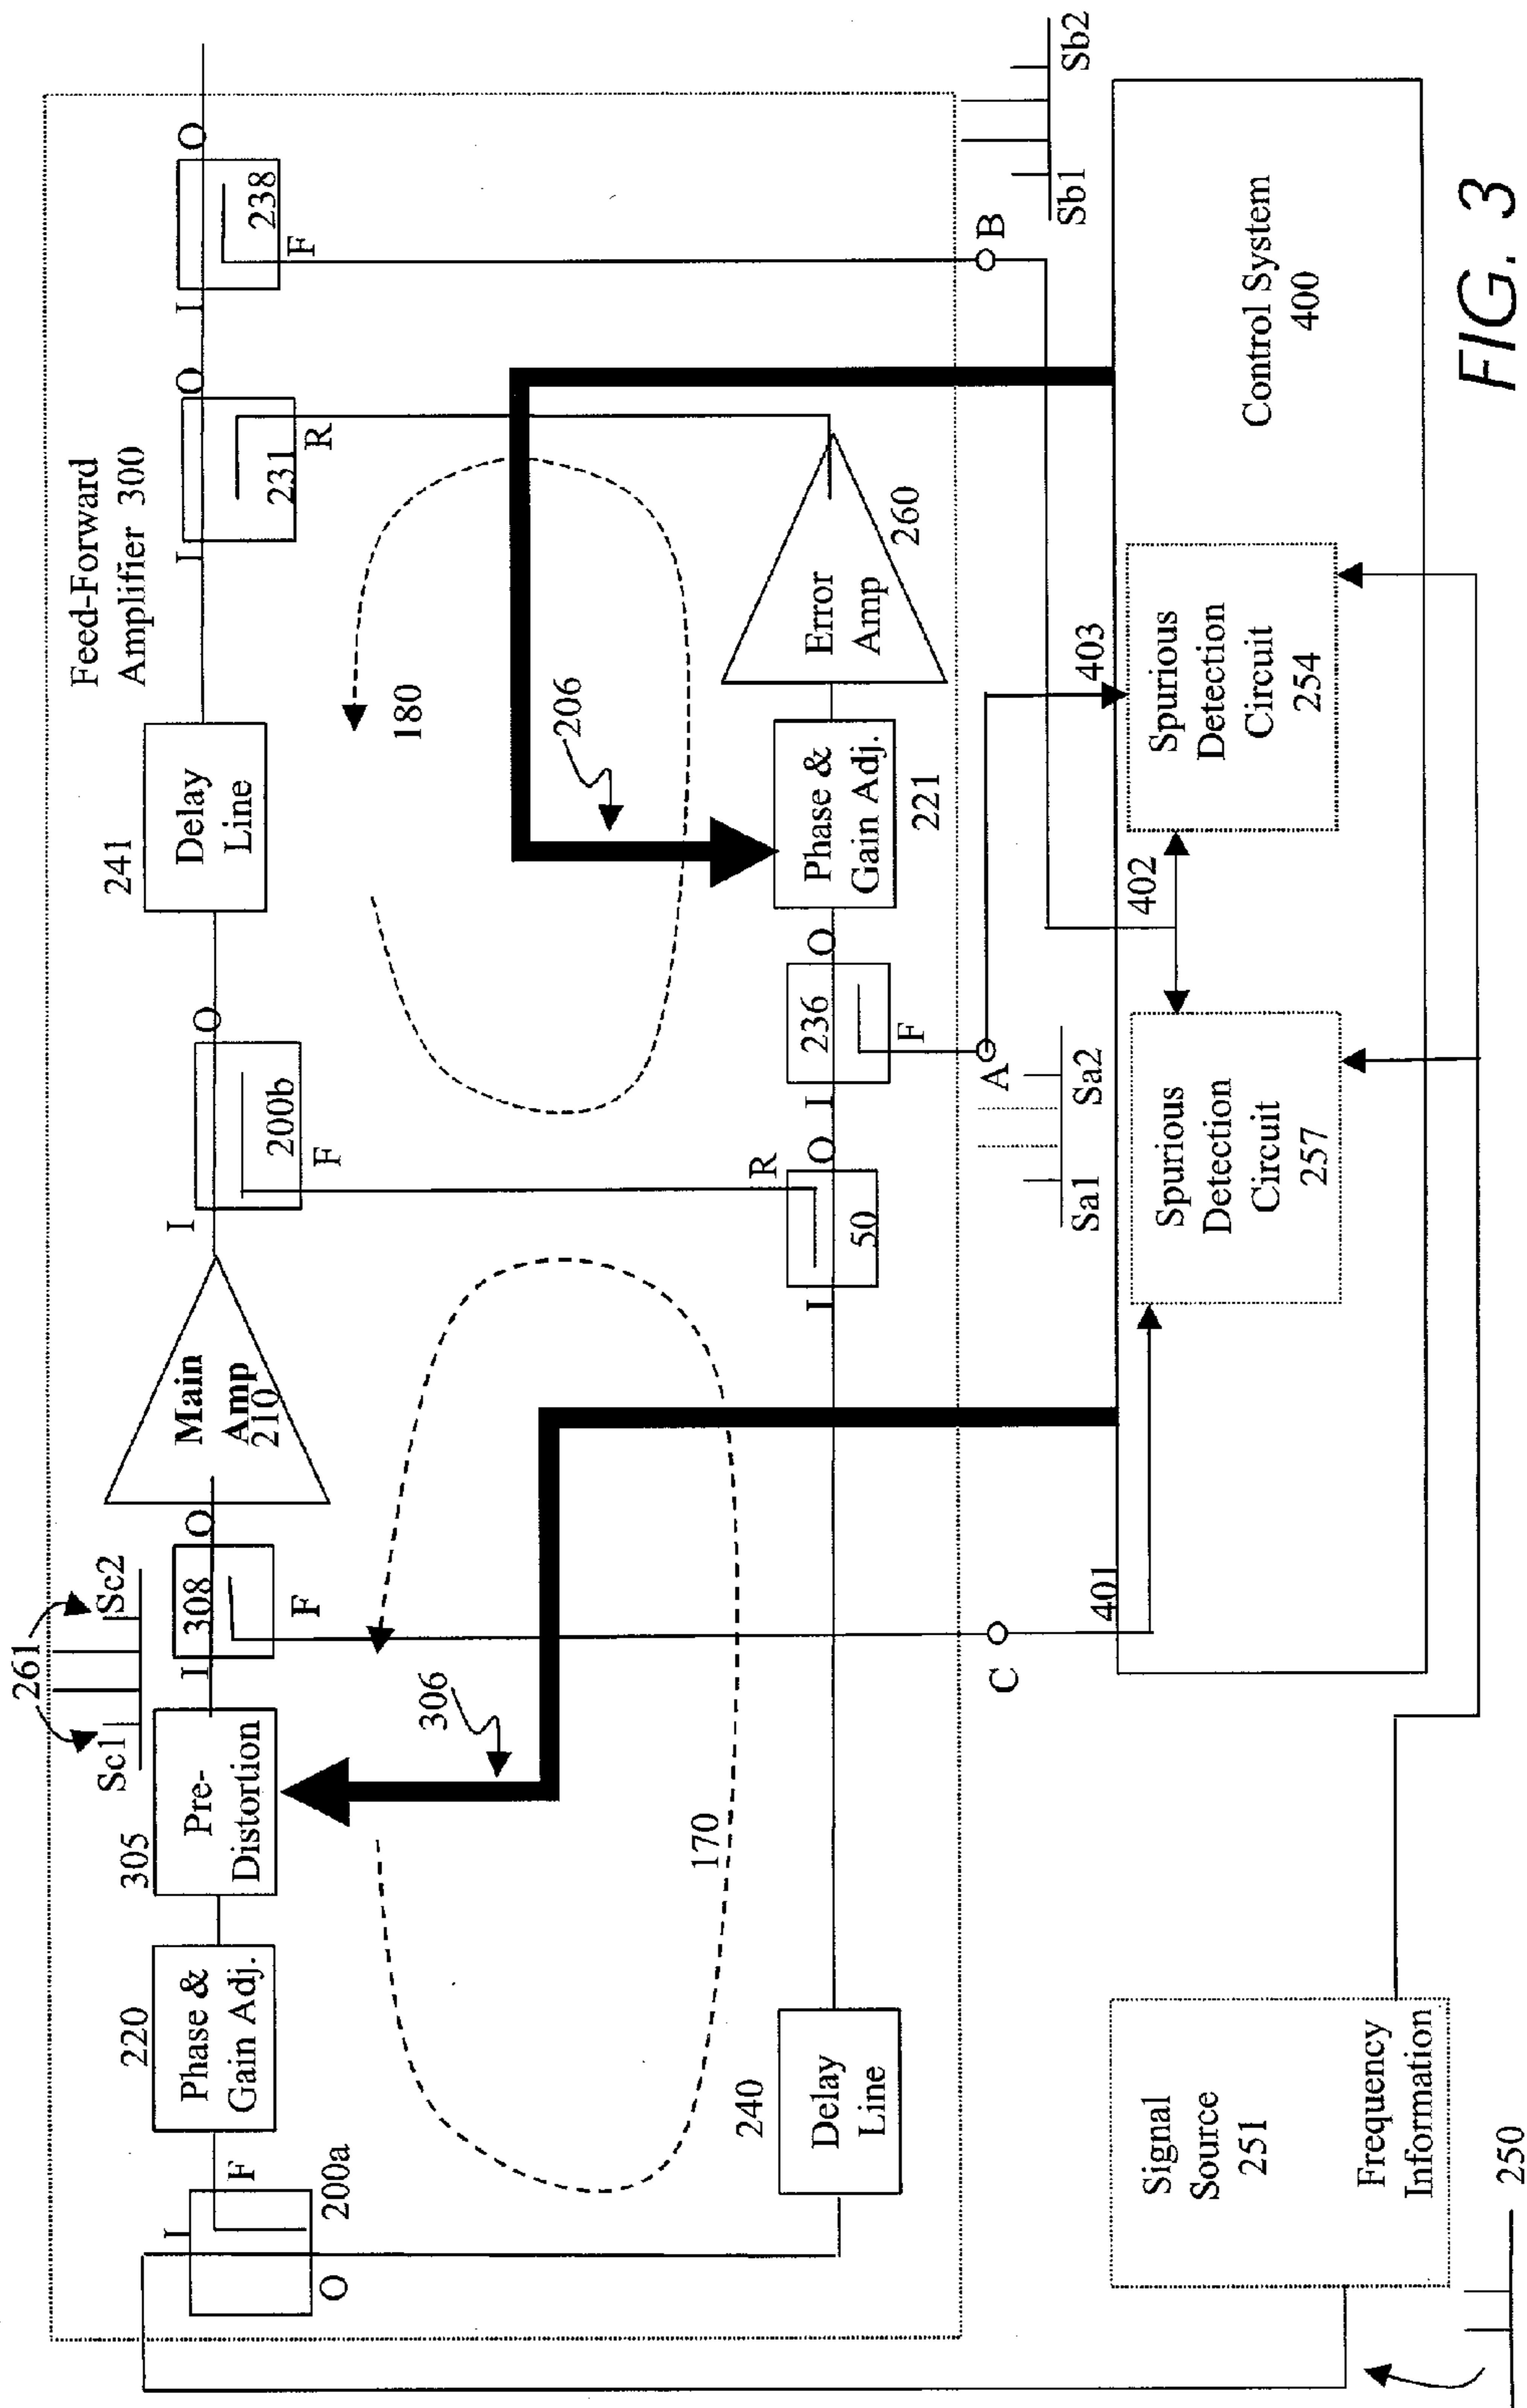 Feed-Forward
Amplifier 300
261
Sc1
Sc2
220
Phase &
Gain Adj.
305
Pre-
Distortion
I
308
O
F
Main
Amp
210
I
200b
O
F
241
Delay
Line
I
231
O
R
I
238
O
F
I
F
200a
O
306
170
180
206
240
Delay
Line
I
50
O
R
I
236
O
F
Phase &
Gain Adj.
221
Error
Amp
260
C
A
B
Sa1
Sa2
Sb1
Sb2
401
402
403
Signal
Source
251
Frequency
Information
250
Spurious
Detection
Circuit
257
Spurious
Detection
Circuit
254
Control System
400
FIG. 3